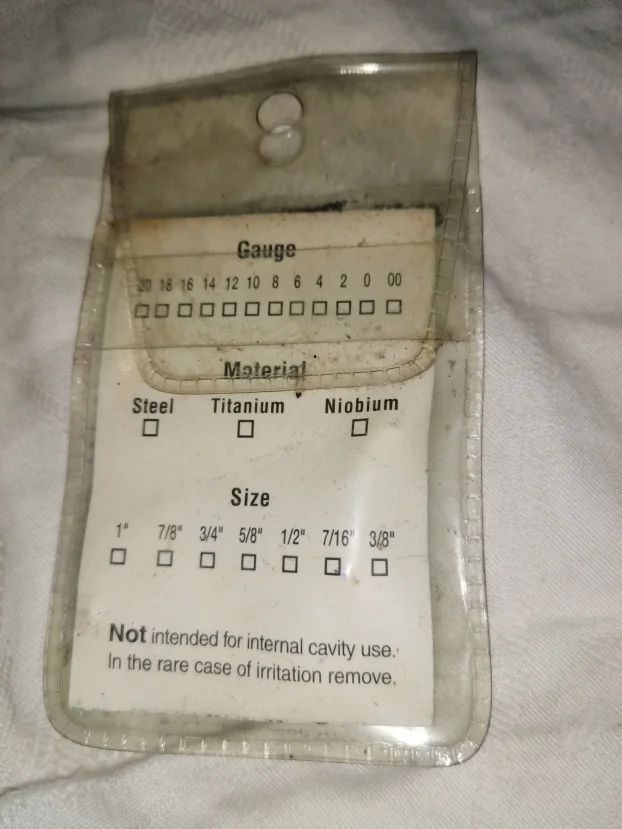 Gauge
20 18 16 14 12 10 8 6 4 2 0 00
Material
Steel Titanium Niobium
Size
1" 7/8" 3/4" 5/8" 1/2" 7/16" 3/8"
Not intended for internal cavity use.
In the rare case of irritation remove.